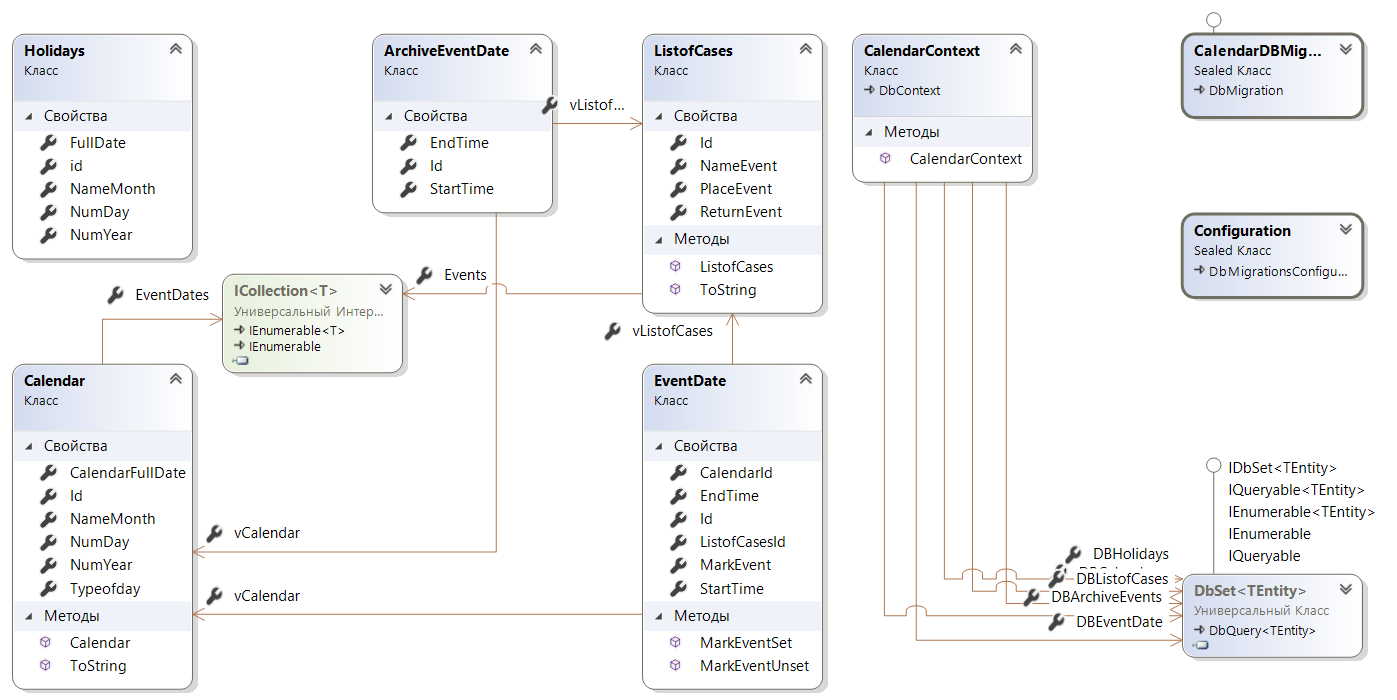 Holidays
Класс
Свойства
FullDate
id
NameMonth
NumDay
NumYear
ArchiveEventDate
Класс
Свойства
EndTime
Id
StartTime
vListof...
ListofCases
Класс
Свойства
Id
NameEvent
PlaceEvent
ReturnEvent
Методы
ListofCases
ToString
CalendarContext
Класс
DbContext
Методы
CalendarContext
CalendarDBMig...
Sealed Класс
DbMigration
Configuration
Sealed Класс
DbMigrationsConfigu...
EventDates
ICollection<T>
Универсальный Интер...
IEnumerable<T>
IEnumerable
Events
vListofCases
Calendar
Класс
Свойства
CalendarFullDate
Id
NameMonth
NumDay
NumYear
Typeofday
Методы
Calendar
ToString
vCalendar
vCalendar
EventDate
Класс
Свойства
CalendarId
EndTime
Id
ListofCasesId
MarkEvent
StartTime
Методы
MarkEventSet
MarkEventUnset
IDbSet<TEntity>
IQueryable<TEntity>
IEnumerable<TEntity>
IEnumerable
IQueryable
DBHolidays
DBListofCases
DBArchiveEvents
DBEventDate
DbSet<TEntity>
Универсальный Класс
DbQuery<TEntity>